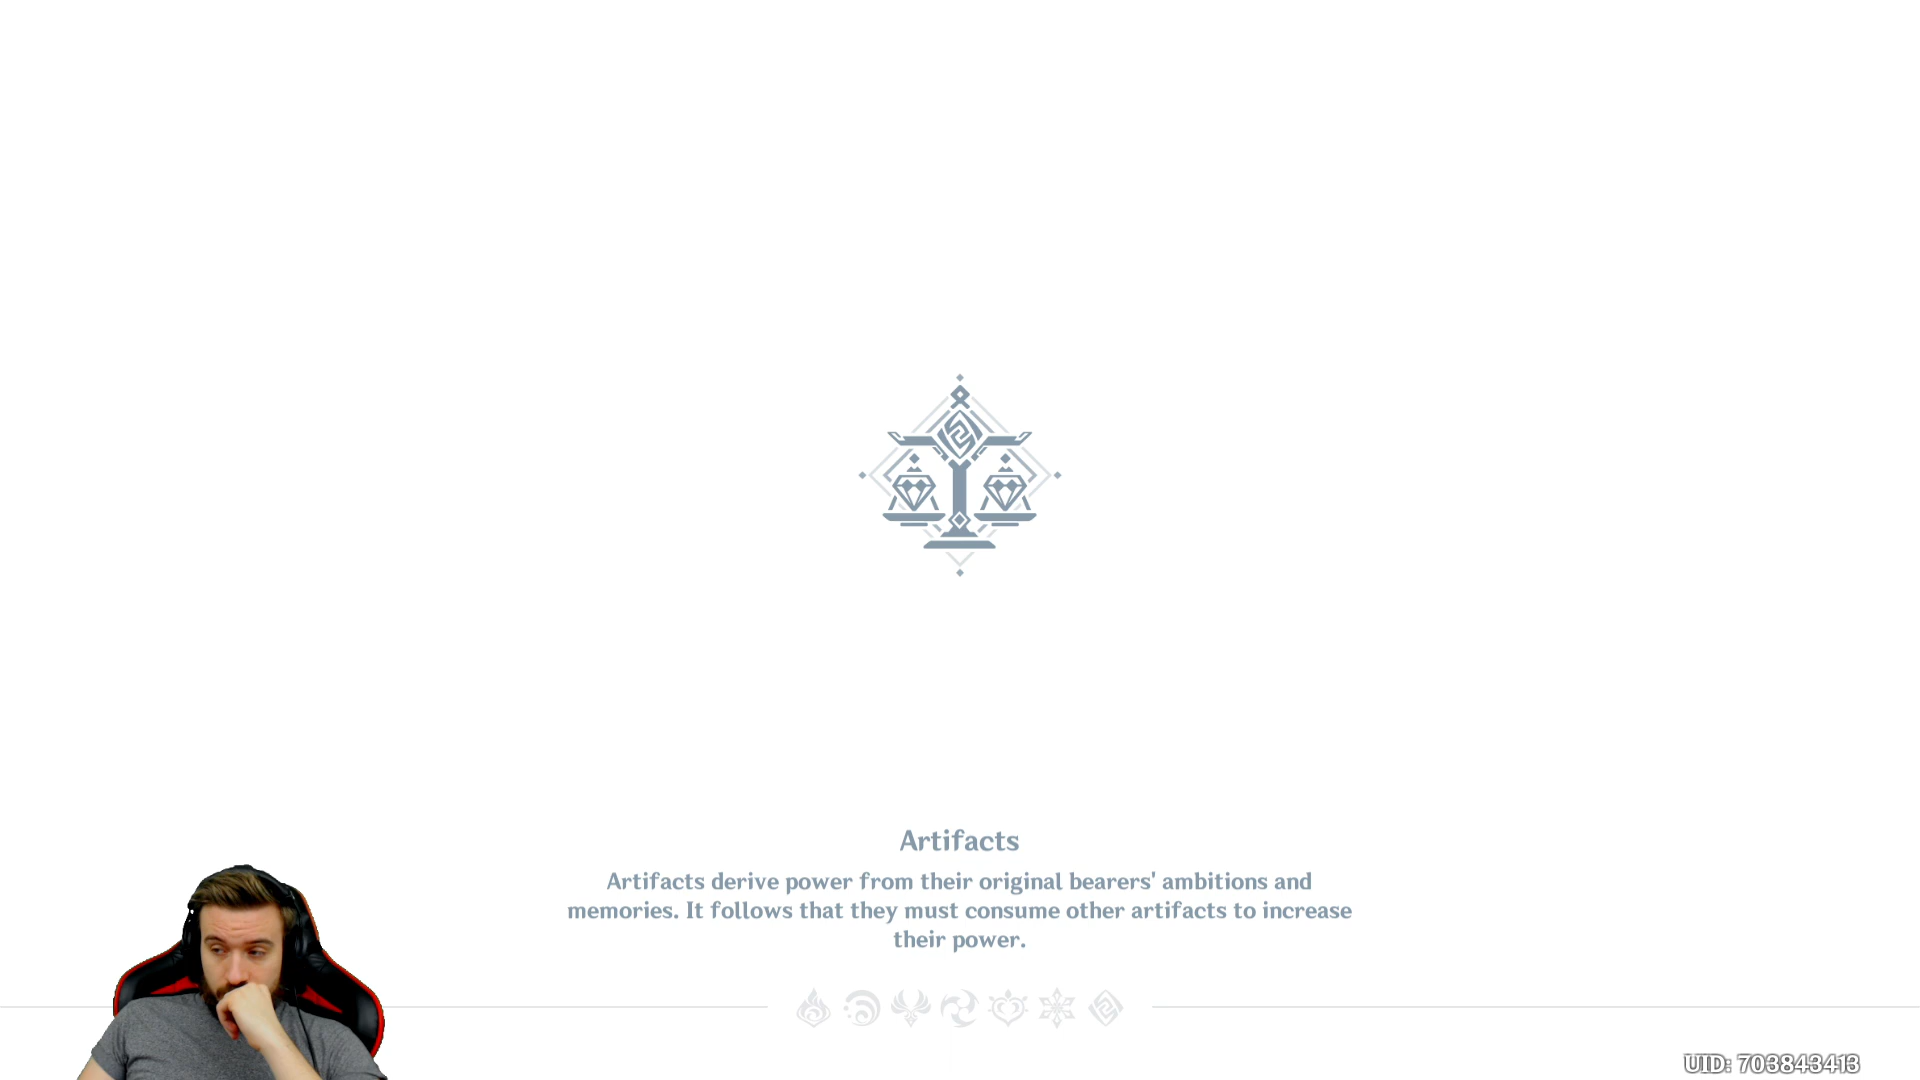 Artifacts
Artifacts derive power from their original bearers' ambitions and
memories. It follows that they must consume other artifacts to increase
their power.
UID: 703843413